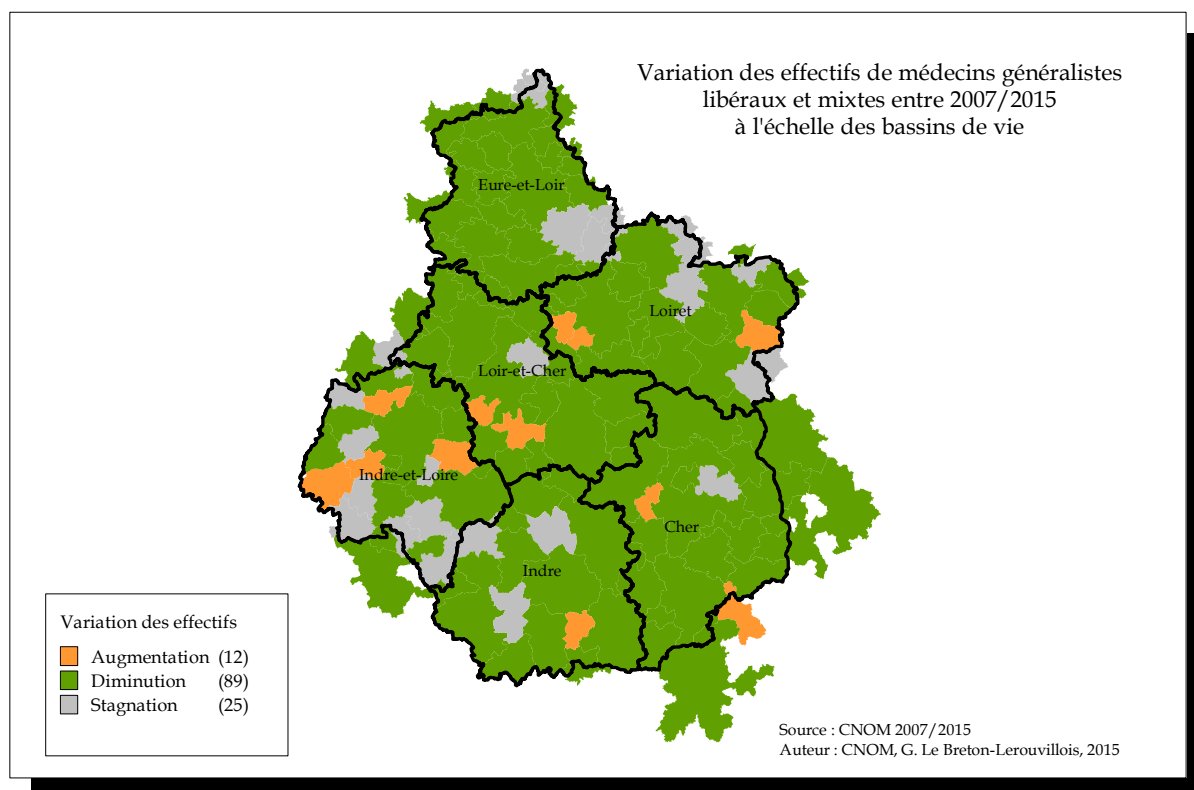 Variation des effectifs de médecins généralistes
libéraux et mixtes entre 2007/2015
à l'échelle des bassins de vie
Eure-et-Loir
Loiret
Loir-et-Cher
Indre-et-Loire
Cher
Indre
Variation des effectifs
Augmentation (12)
Diminution (89)
Stagnation (25)
Source : CNOM 2007/2015
Auteur : CNOM, G. Le Breton-Lerouvillois, 2015